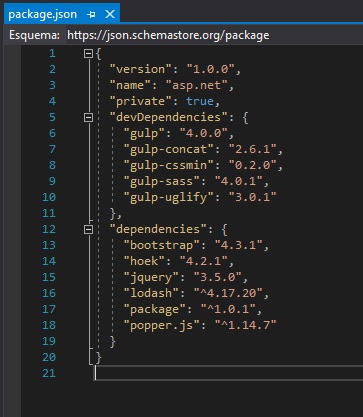 package.json
Esquema: https://json.schemastore.org/package
1 {
2 "version": "1.0.0",
3 "name": "asp.net",
4 "private": true,
5 "devDependencies": {
6 "gulp": "4.0.0",
7 "gulp-concat": "2.6.1",
8 "gulp-cssmin": "0.2.0",
9 "gulp-sass": "4.0.1",
10 "gulp-uglify": "3.0.1"
11 },
12 "dependencies": {
13 "bootstrap": "4.3.1",
14 "hoek": "4.2.1",
15 "jquery": "3.5.0",
16 "lodash": "^4.17.20",
17 "package": "^1.0.1",
18 "popper.js": "^1.14.7"
19 }
20 }
21